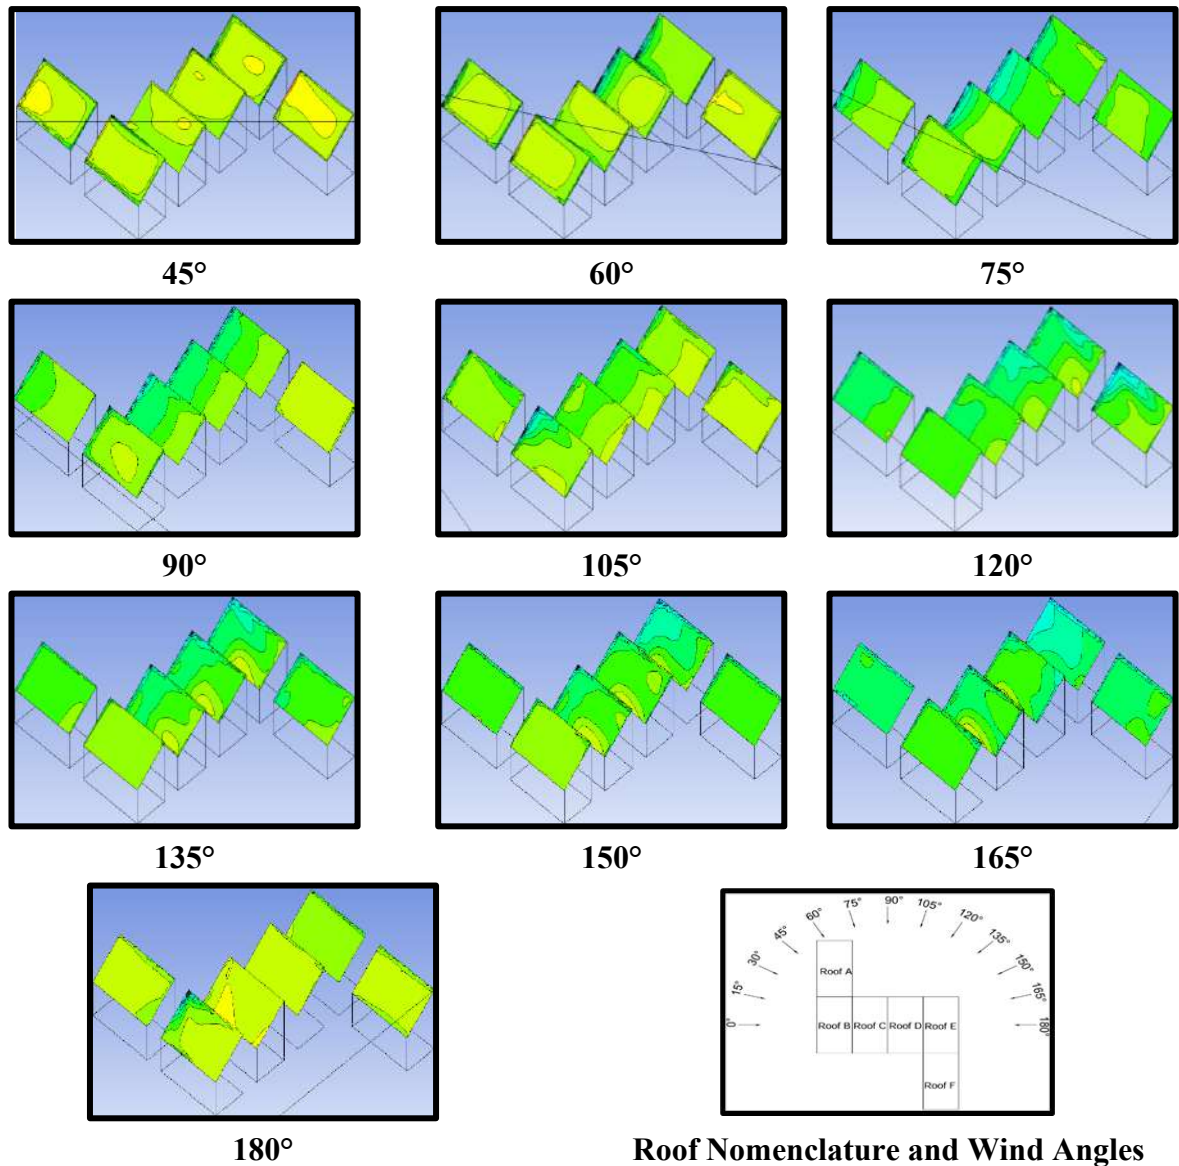 45° 60° 75°
90° 105° 120°
135° 150° 165°
180°
0° 15° 30° 45° 60° 75° 90° 105° 120° 135° 150° 165° 180°
Roof A
Roof B Roof C Roof D Roof E
Roof F
Roof Nomenclature and Wind Angles